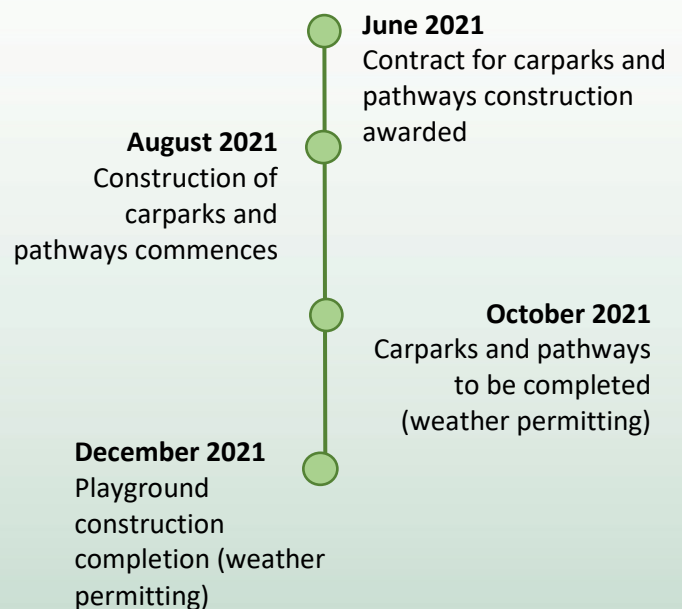 June 2021
Contract for carparks and
pathways construction
awarded
August 2021
Construction of
carparks and
pathways commences
October 2021
Carparks and pathways
to be completed
(weather permitting)
December 2021
Playground
construction
completion (weather
permitting)